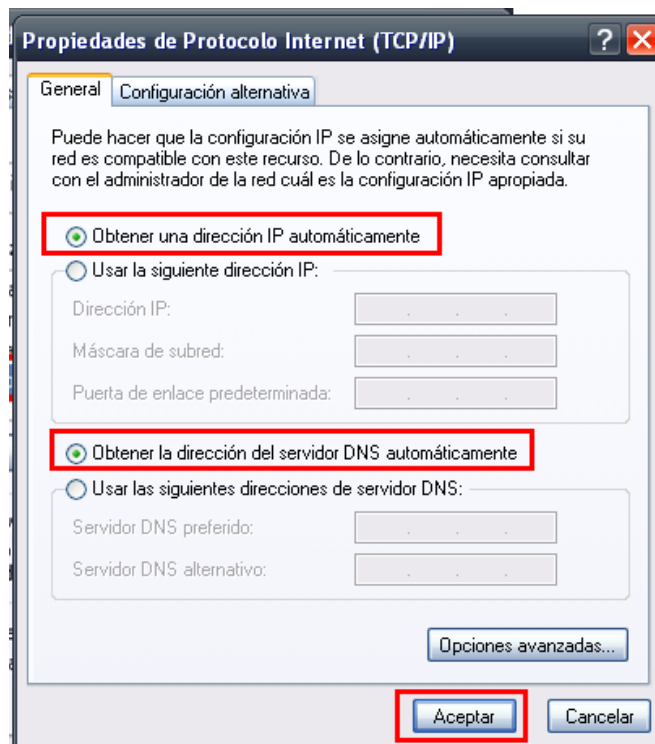 Propiedades de Protocolo Internet (TCP/IP)
General
Configuración alternativa
Puede hacer que la configuración IP se asigne automáticamente si su
red es compatible con este recurso. De lo contrario, necesita consultar
con el administrador de la red cuál es la configuración IP apropiada.
Obtener una dirección IP automáticamente
Usar la siguiente dirección IP:
Dirección IP:
Máscara de subred:
Puerta de enlace predeterminada:
Obtener la dirección del servidor DNS automáticamente
Usar las siguientes direcciones de servidor DNS:
Servidor DNS preferido:
Servidor DNS alternativo:
Opciones avanzadas...
Aceptar
Cancelar